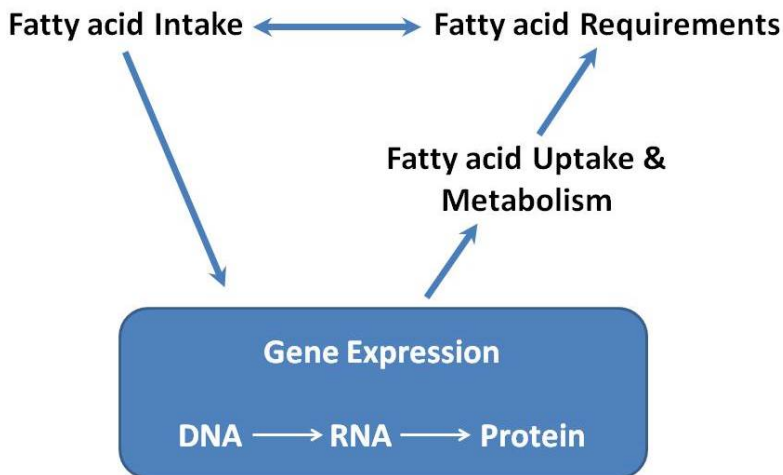 Fatty acid Intake
Fatty acid Requirements
Fatty acid Uptake &
Metabolism
Gene Expression
DNA RNA Protein